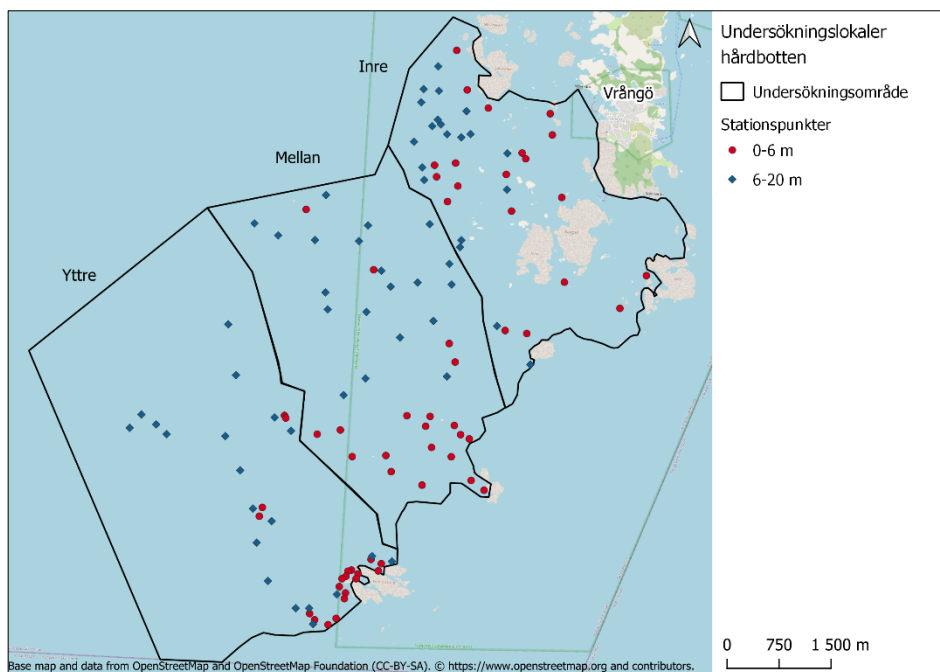 Inre
Mellan
Yttre
Vrångö
Undersökningslokaler
hårdbotten
Undersökningsområde
Stationspunkter
0-6 m
6-20 m
0 750 1 500 m
Base map and data from OpenStreetMap and OpenStreetMap Foundation (CC-BY-SA). © https://www.openstreetmap.org and contributors.